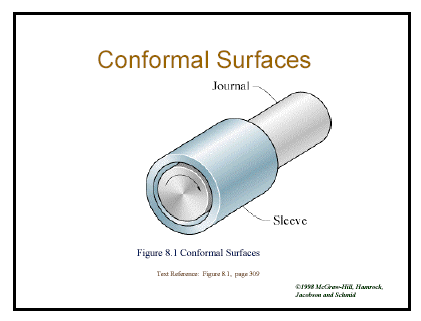 Conformal Surfaces
Journal
Sleeve
Figure 8.1 Conformal Surfaces
Text Reference: Figure 8.1, page 309
©1998 McGraw-Hill, Hamrock,
Jacobson and Schmid